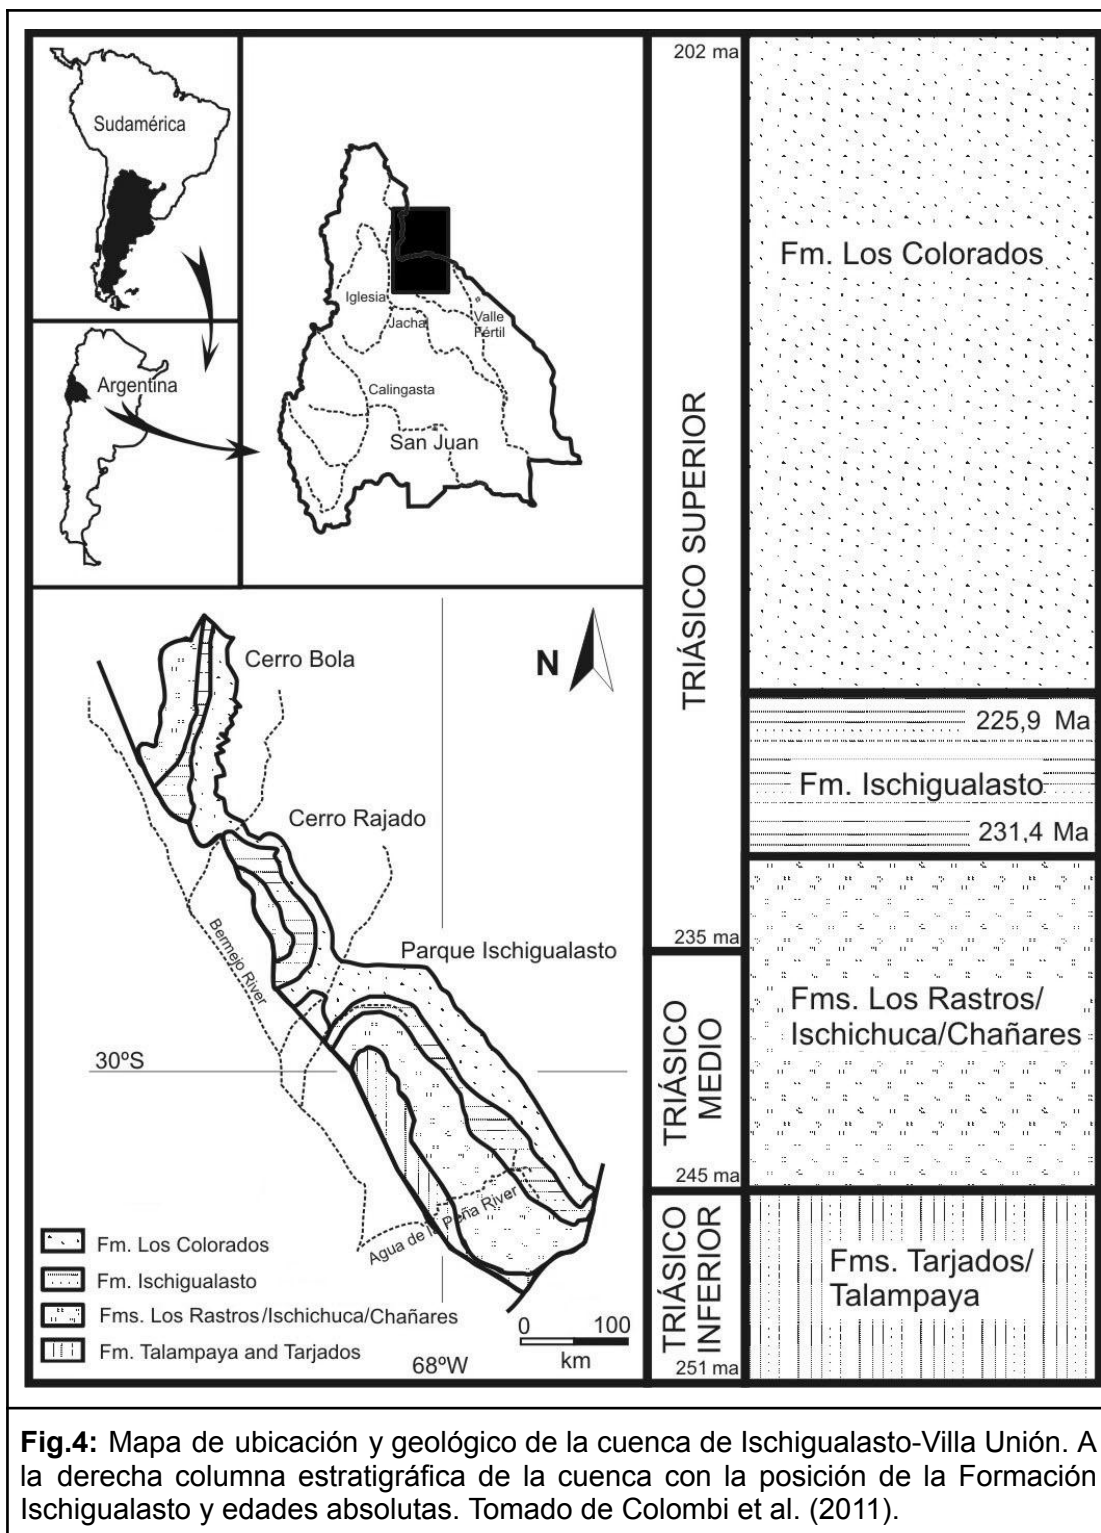 Sudamérica
Argentina
Iglesia
Jachal
Valle
Fértil
Calingasta
San Juan
Cerro Bola
N
Cerro Rajado
Bermejo River
Parque Ischigualasto
30ºS
Agua de la Peña River
Fm. Los Colorados
Fm. Ischigualasto
Fms. Los Rastros/Ischichuca/Chañares
Fm. Talampaya and Tarjados
0 100
km
68ºW
202 ma
TRIÁSICO SUPERIOR
235 ma
TRIÁSICO
MEDIO
245 ma
TRIÁSICO
INFERIOR
251 ma
Fm. Los Colorados
225,9 Ma
Fm. Ischigualasto
231,4 Ma
Fms. Los Rastros/
Ischichuca/Chañares
Fms. Tarjados/
Talampaya
Fig.4: Mapa de ubicación y geológico de la cuenca de Ischigualasto-Villa Unión. A
la derecha columna estratigráfica de la cuenca con la posición de la Formación
Ischigualasto y edades absolutas. Tomado de Colombi et al. (2011).